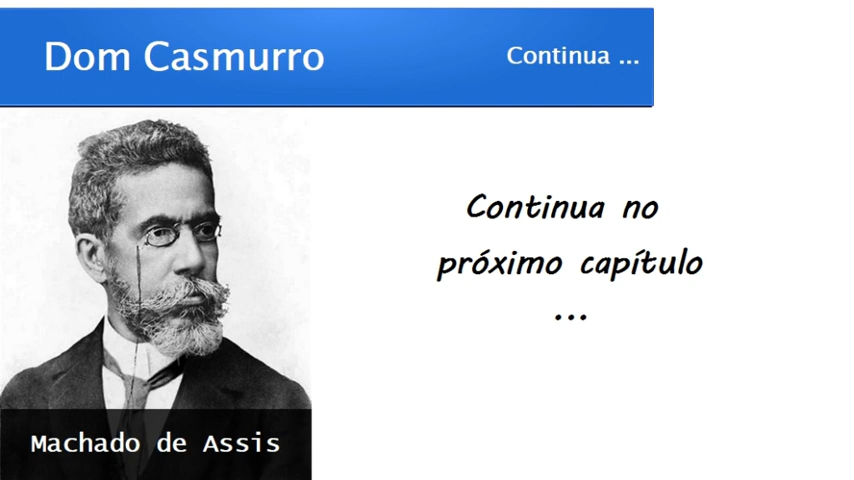 Dom Casmurro
Continua ...
Continua no
próximo capítulo
...
Machado de Assis